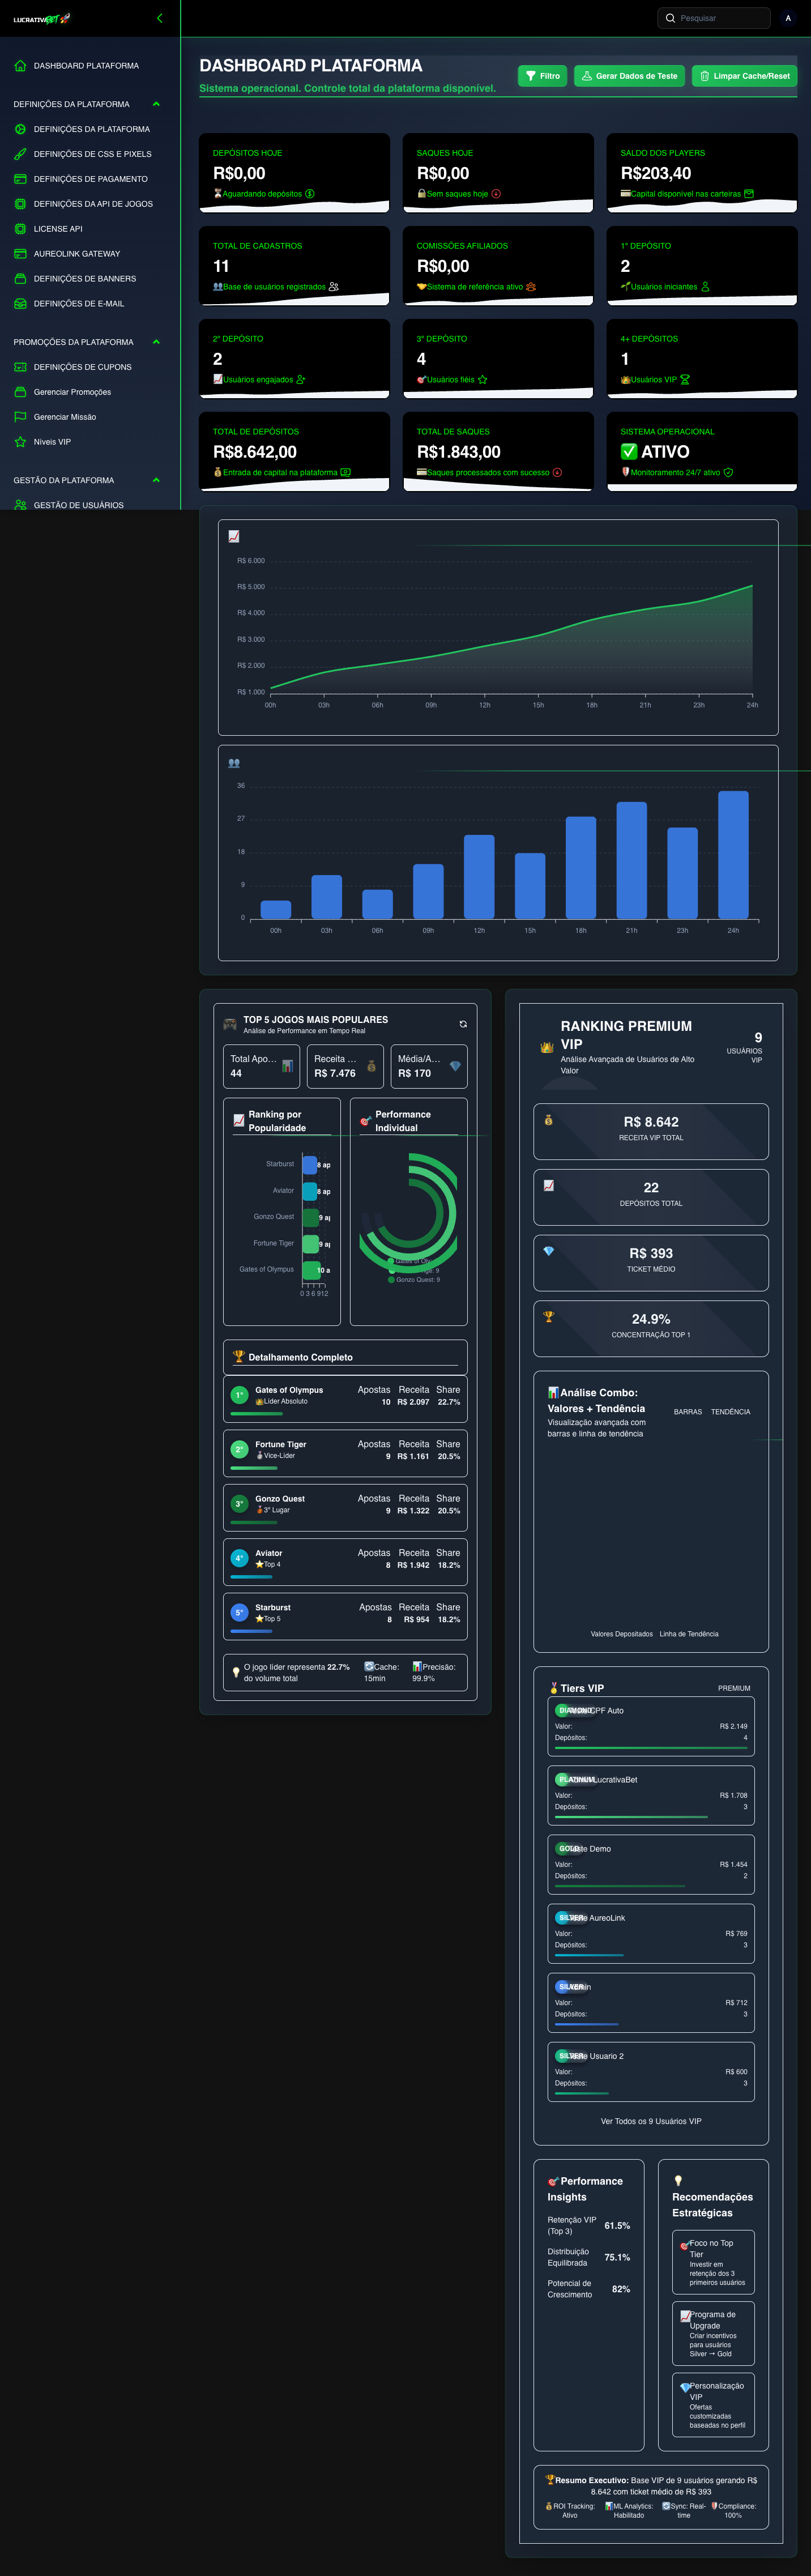 LUCRATIVABET
Pesquisar
A
DASHBOARD PLATAFORMA
DEFINIÇÕES DA PLATAFORMA
DEFINIÇÕES DA PLATAFORMA
DEFINIÇÕES DE CSS E PIXELS
DEFINIÇÕES DE PAGAMENTO
DEFINIÇÕES DA API DE JOGOS
LICENSE API
AUREOLINK GATEWAY
DEFINIÇÕES DE BANNERS
DEFINIÇÕES DE E-MAIL
PROMOÇÕES DA PLATAFORMA
DEFINIÇÕES DE CUPONS
Gerenciar Promoções
Gerenciar Missão
Níveis VIP
GESTÃO DA PLATAFORMA
GESTÃO DE USUÁRIOS
DASHBOARD PLATAFORMA
Sistema operacional. Controle total da plataforma disponível.
Filtro
Gerar Dados de Teste
Limpar Cache/Reset
DEPÓSITOS HOJE
R$0,00
Aguardando depósitos
SAQUES HOJE
R$0,00
Sem saques hoje
SALDO DOS PLAYERS
R$203,40
Capital disponível nas carteiras
TOTAL DE CADASTROS
11
Base de usuários registrados
COMISSÕES AFILIADOS
R$0,00
Sistema de referência ativo
1º DEPÓSITO
2
Usuários iniciantes
2º DEPÓSITO
2
Usuários engajados
3º DEPÓSITO
4
Usuários fiéis
4+ DEPÓSITOS
1
Usuários VIP
TOTAL DE DEPÓSITOS
R$8.642,00
Entrada de capital na plataforma
TOTAL DE SAQUES
R$1.843,00
Saques processados com sucesso
SISTEMA OPERACIONAL
✅ ATIVO
Monitoramento 24/7 ativo
R$ 6.000
R$ 5.000
R$ 4.000
R$ 3.000
R$ 2.000
R$ 1.000
00h 03h 06h 09h 12h 15h 18h 21h 23h 24h
36
27
18
9
0
00h 03h 06h 09h 12h 15h 18h 21h 23h 24h
TOP 5 JOGOS MAIS POPULARES
Análise de Performance em Tempo Real
Total Apo...
44
Receita ...
R$ 7.476
Média/A...
R$ 170
Ranking por
Popularidade
Starburst 8 ap
Aviator 8 ap
Gonzo Quest 9 ap
Fortune Tiger 9 ap
Gates of Olympus 10 a
0 3 6 9 12
Performance
Individual
Gonzo Quest: 9
Detalhamento Completo
1°
Gates of Olympus
Líder Absoluto
Apostas Receita Share
10 R$ 2.097 22.7%
2°
Fortune Tiger
Vice-Líder
Apostas Receita Share
9 R$ 1.161 20.5%
3°
Gonzo Quest
3° Lugar
Apostas Receita Share
9 R$ 1.322 20.5%
4°
Aviator
Top 4
Apostas Receita Share
8 R$ 1.942 18.2%
5°
Starburst
Top 5
Apostas Receita Share
8 R$ 954 18.2%
O jogo líder representa 22.7%
do volume total
Cache:
15min
Precisão:
99.9%
RANKING PREMIUM
VIP
Análise Avançada de Usuários de Alto
Valor
9
USUÁRIOS
VIP
R$ 8.642
RECEITA VIP TOTAL
22
DEPÓSITOS TOTAL
R$ 393
TICKET MÉDIO
24.9%
CONCENTRAÇÃO TOP 1
Análise Combo:
Valores + Tendência
Visualização avançada com
barras e linha de tendência
BARRAS TENDÊNCIA
Valores Depositados Linha de Tendência
Tiers VIP
PREMIUM
DIAMOND CPF Auto
Valor: R$ 2.149
Depósitos: 4
PLATINUM LucrativaBet
Valor: R$ 1.708
Depósitos: 3
GOLD Demo
Valor: R$ 1.454
Depósitos: 2
SILVER AureoLink
Valor: R$ 769
Depósitos: 3
SILVER
Valor: R$ 712
Depósitos: 3
SILVER Usuario 2
Valor: R$ 600
Depósitos: 3
Ver Todos os 9 Usuários VIP
Performance
Insights
Retenção VIP
(Top 3)
61.5%
Distribuição
Equilibrada
75.1%
Potencial de
Crescimento
82%
Recomendações
Estratégicas
Foco no Top
Tier
Investir em
retenção dos 3
primeiros usuários
Programa de
Upgrade
Criar incentivos
para usuários
Silver → Gold
Personalização
VIP
Ofertas
customizadas
baseadas no perfil
Resumo Executivo: Base VIP de 9 usuários gerando R$
8.642 com ticket médio de R$ 393
ROI Tracking:
Ativo
ML Analytics:
Habilitado
Sync: Real-
time
Compliance:
100%